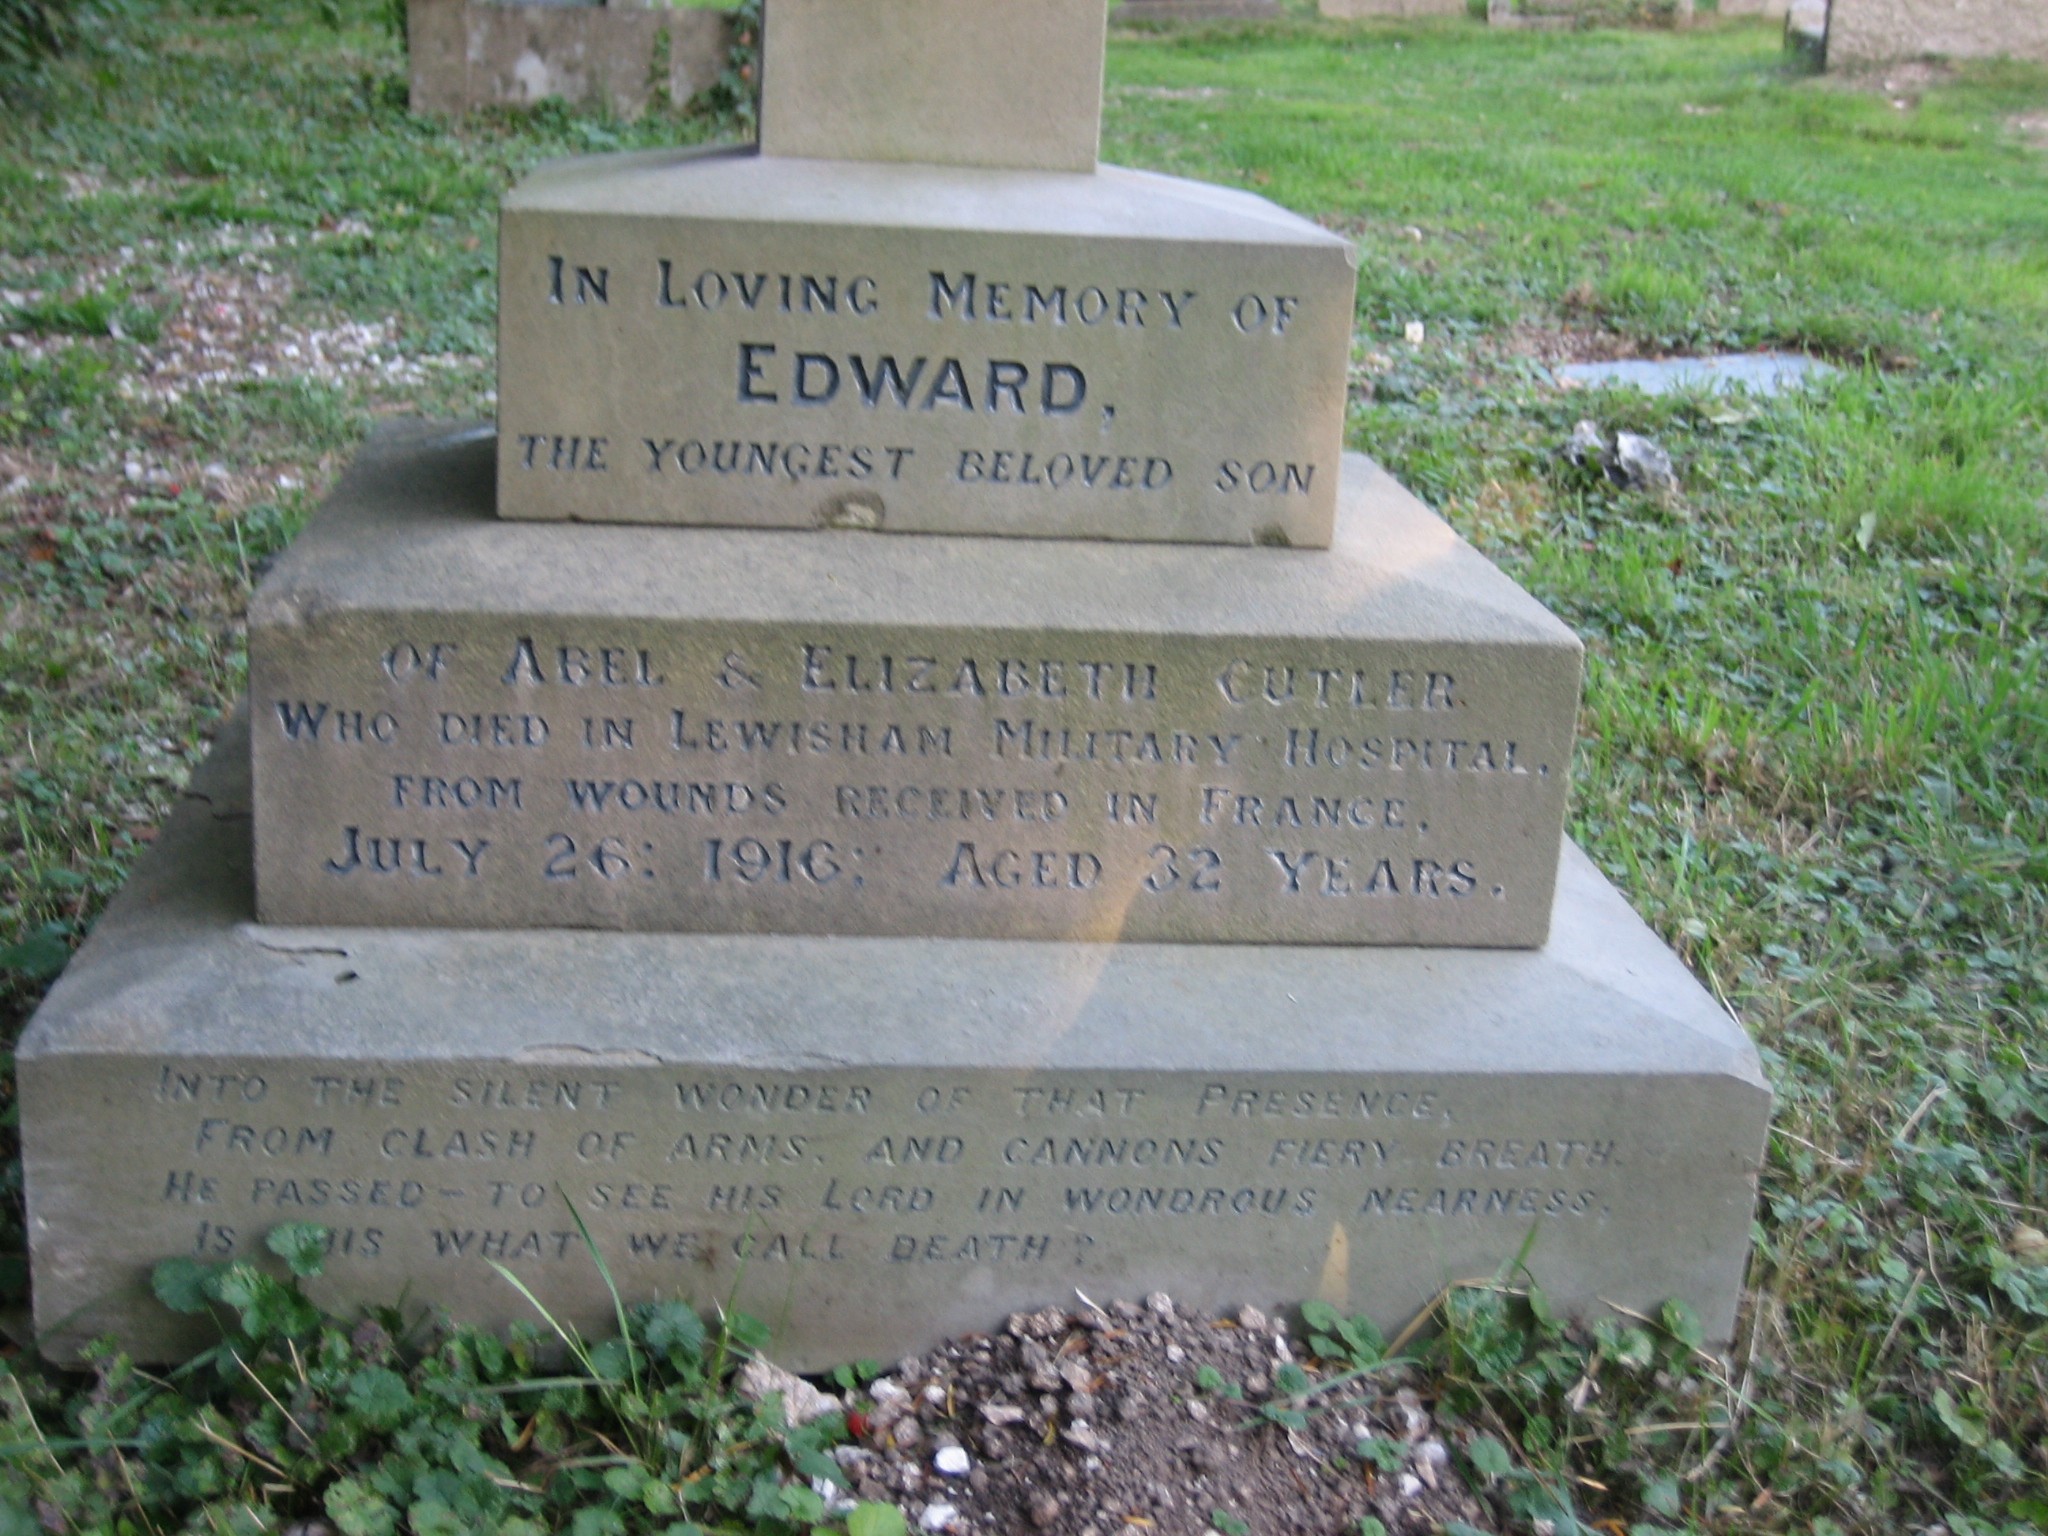 In Loving Memory of
EDWARD,
THE YOUNGEST BELOVED SON
OF ABEL & ELIZABETH CUTLER
WHO DIED IN LEWISHAM MILITARY HOSPITAL,
FROM WOUNDS RECEIVED IN FRANCE,
JULY 26: 1916; AGED 32 YEARS.
INTO THE SILENT WONDER OF THAT PRESENCE,
FROM CLASH OF ARMS, AND CANNONS FIERY BREATH.
HE PASSED – TO SEE HIS LORD IN WONDROUS NEARNESS,
IS THIS WHAT WE CALL DEATH?